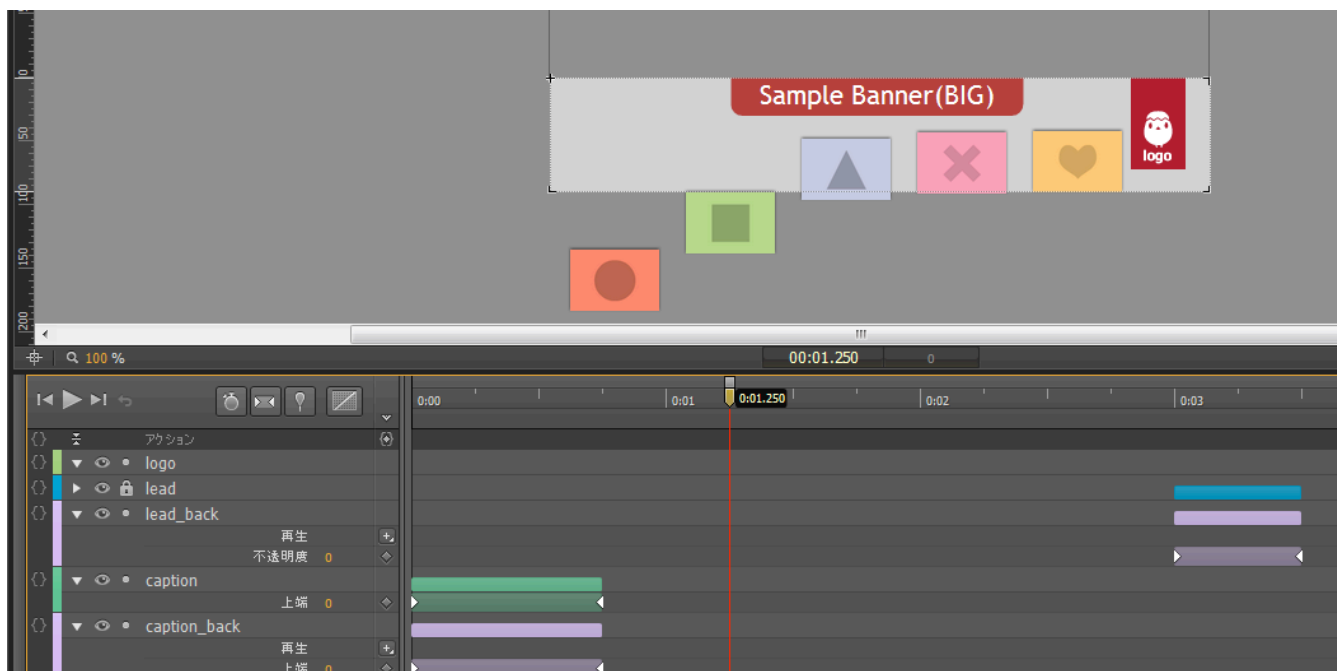 0
50
100
150
200
Sample Banner(BIG)
logo
100 %
00:01.250
0
0:00
0:01
0:01.250
0:02
0:03
アクション
logo
lead
lead_back
再生
不透明度 0
caption
上端 0
caption_back
再生
上端 0